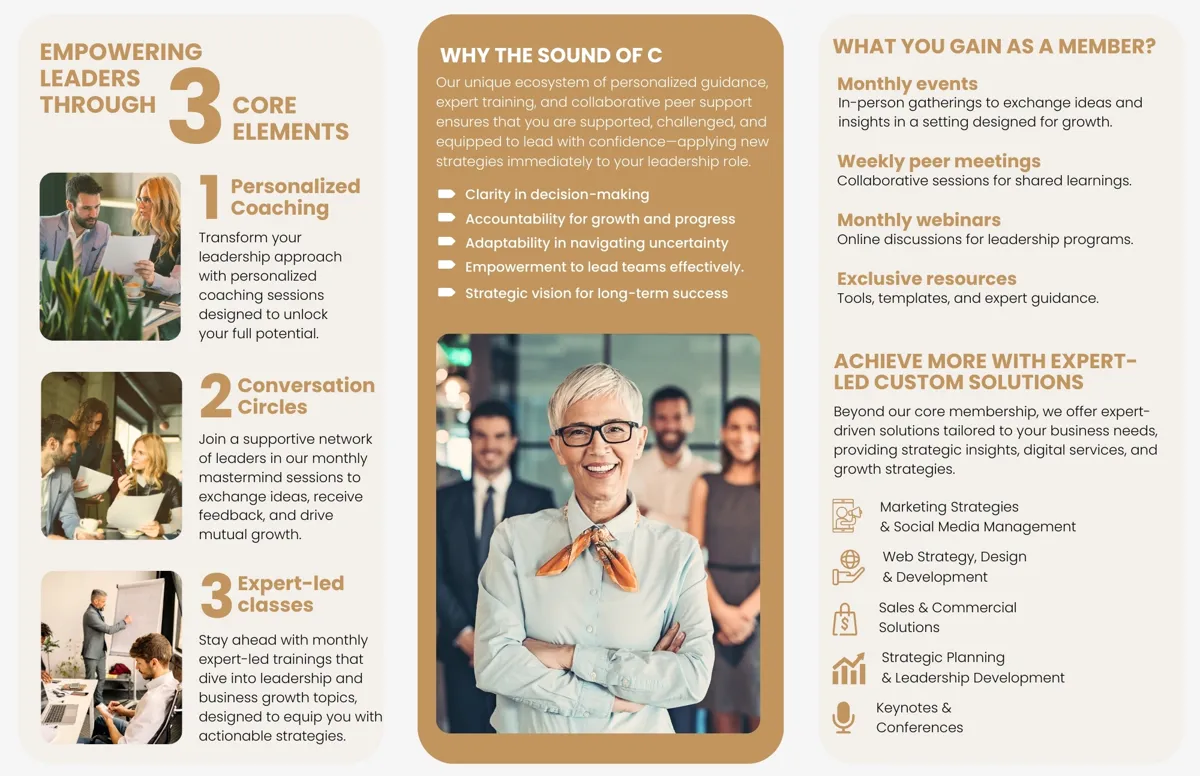 EMPOWERING
LEADERS
THROUGH 3 CORE
ELEMENTS
1 Personalized
Coaching
Transform your
leadership approach
with personalized
coaching sessions
designed to unlock
your full potential.
2 Conversation
Circles
Join a supportive network
of leaders in our monthly
mastermind sessions to
exchange ideas, receive
feedback, and drive
mutual growth.
3 Expert-led
classes
Stay ahead with monthly
expert-led trainings that
dive into leadership and
business growth topics,
designed to equip you with
actionable strategies.
WHY THE SOUND OF C
Our unique ecosystem of personalized guidance,
expert training, and collaborative peer support
ensures that you are supported, challenged, and
equipped to lead with confidence—applying new
strategies immediately to your leadership role.
Clarity in decision-making
Accountability for growth and progress
Adaptability in navigating uncertainty
Empowerment to lead teams effectively.
Strategic vision for long-term success
WHAT YOU GAIN AS A MEMBER?
Monthly events
In-person gatherings to exchange ideas and
insights in a setting designed for growth.
Weekly peer meetings
Collaborative sessions for shared learnings.
Monthly webinars
Online discussions for leadership programs.
Exclusive resources
Tools, templates, and expert guidance.
ACHIEVE MORE WITH EXPERT-
LED CUSTOM SOLUTIONS
Beyond our core membership, we offer expert-
driven solutions tailored to your business needs,
providing strategic insights, digital services, and
growth strategies.
Marketing Strategies
& Social Media Management
Web Strategy, Design
& Development
$
Sales & Commercial
Solutions
Strategic Planning
& Leadership Development
Keynotes &
Conferences